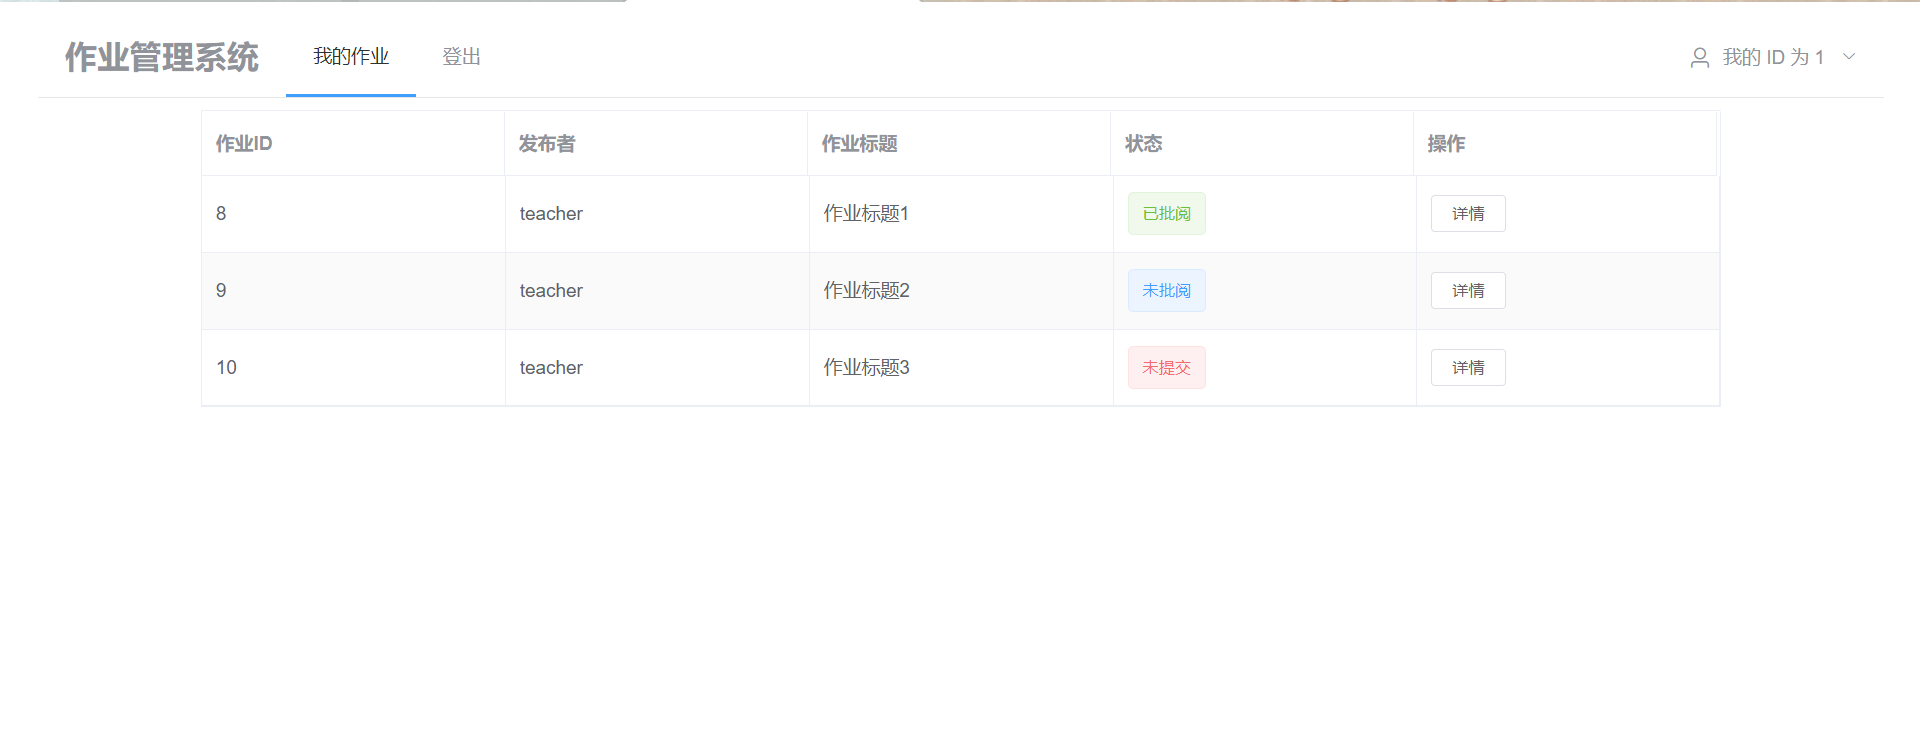 作业管理系统 我的作业 登出 我的 ID 为 1
作业ID 发布者 作业标题 状态 操作
8 teacher 作业标题1 已批阅 详情
9 teacher 作业标题2 未批阅 详情
10 teacher 作业标题3 未提交 详情